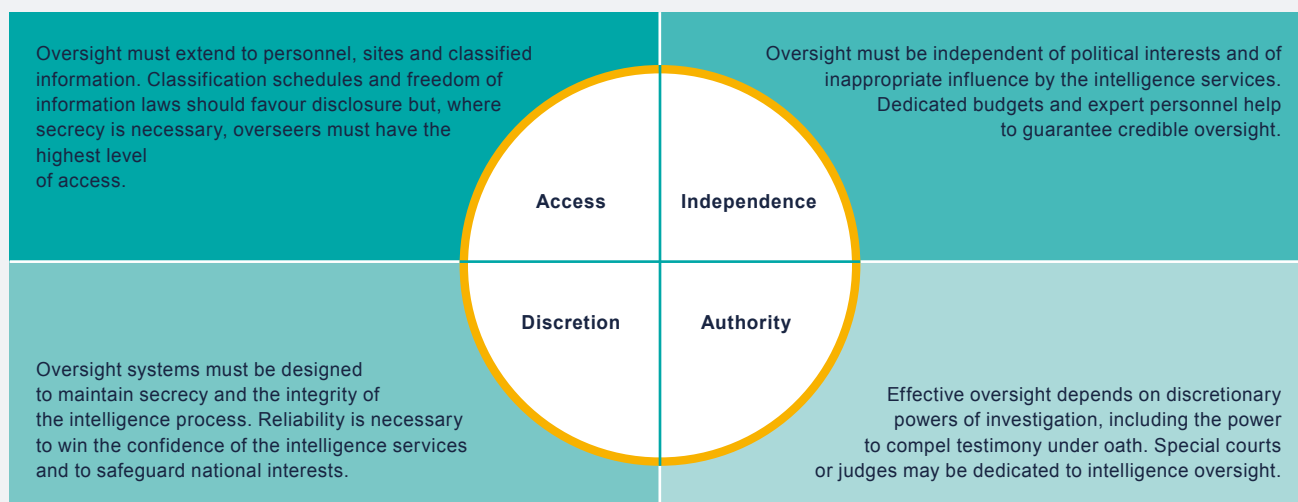 Oversight must extend to personnel, sites and classified
information. Classification schedules and freedom of
information laws should favour disclosure but, where
secrecy is necessary, overseers must have the
highest level
of access.
Oversight must be independent of political interests and of
inappropriate influence by the intelligence services.
Dedicated budgets and expert personnel help
to guarantee credible oversight.
Access
Independence
Discretion
Authority
Oversight systems must be designed
to maintain secrecy and the integrity of
the intelligence process. Reliability is necessary
to win the confidence of the intelligence services
and to safeguard national interests.
Effective oversight depends on discretionary
powers of investigation, including the power
to compel testimony under oath. Special courts
or judges may be dedicated to intelligence oversight.